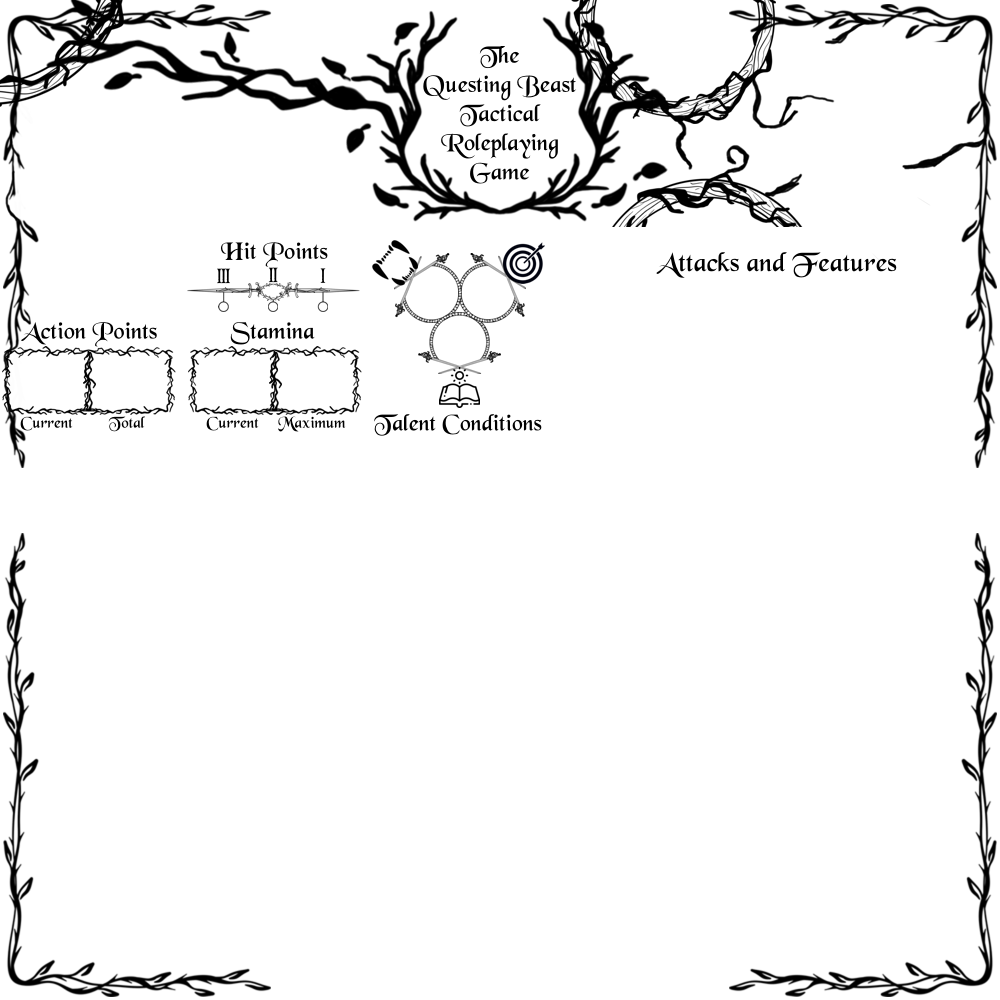 The
Questing Beast
Tactical
Roleplaying
Game
Hit Points
III II I
Attacks and Features
Action Points
Stamina
Current Total
Current Maximum
Talent Conditions